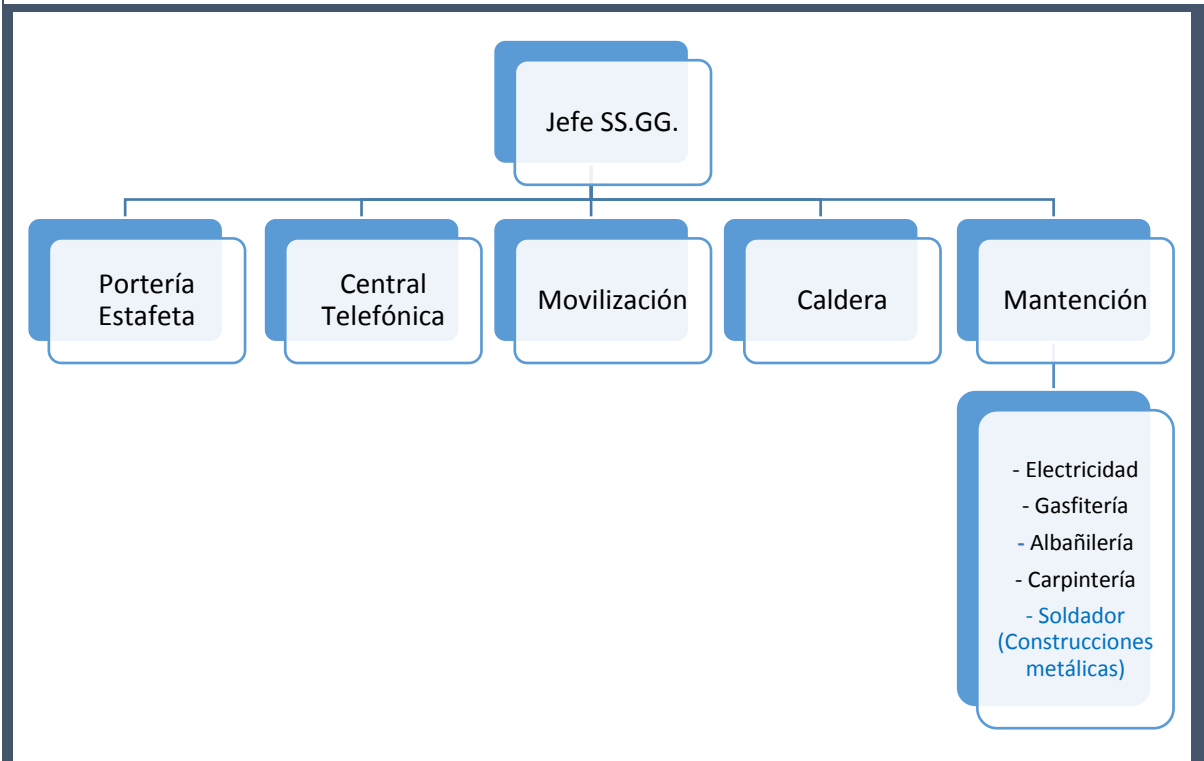 Jefe SS.GG.
Portería
Estafeta
Central
Telefónica
Movilización
Caldera
Mantención
- Electricidad
- Gasfitería
- Albañilería
- Carpintería
- Soldador
(Construcciones
metálicas)